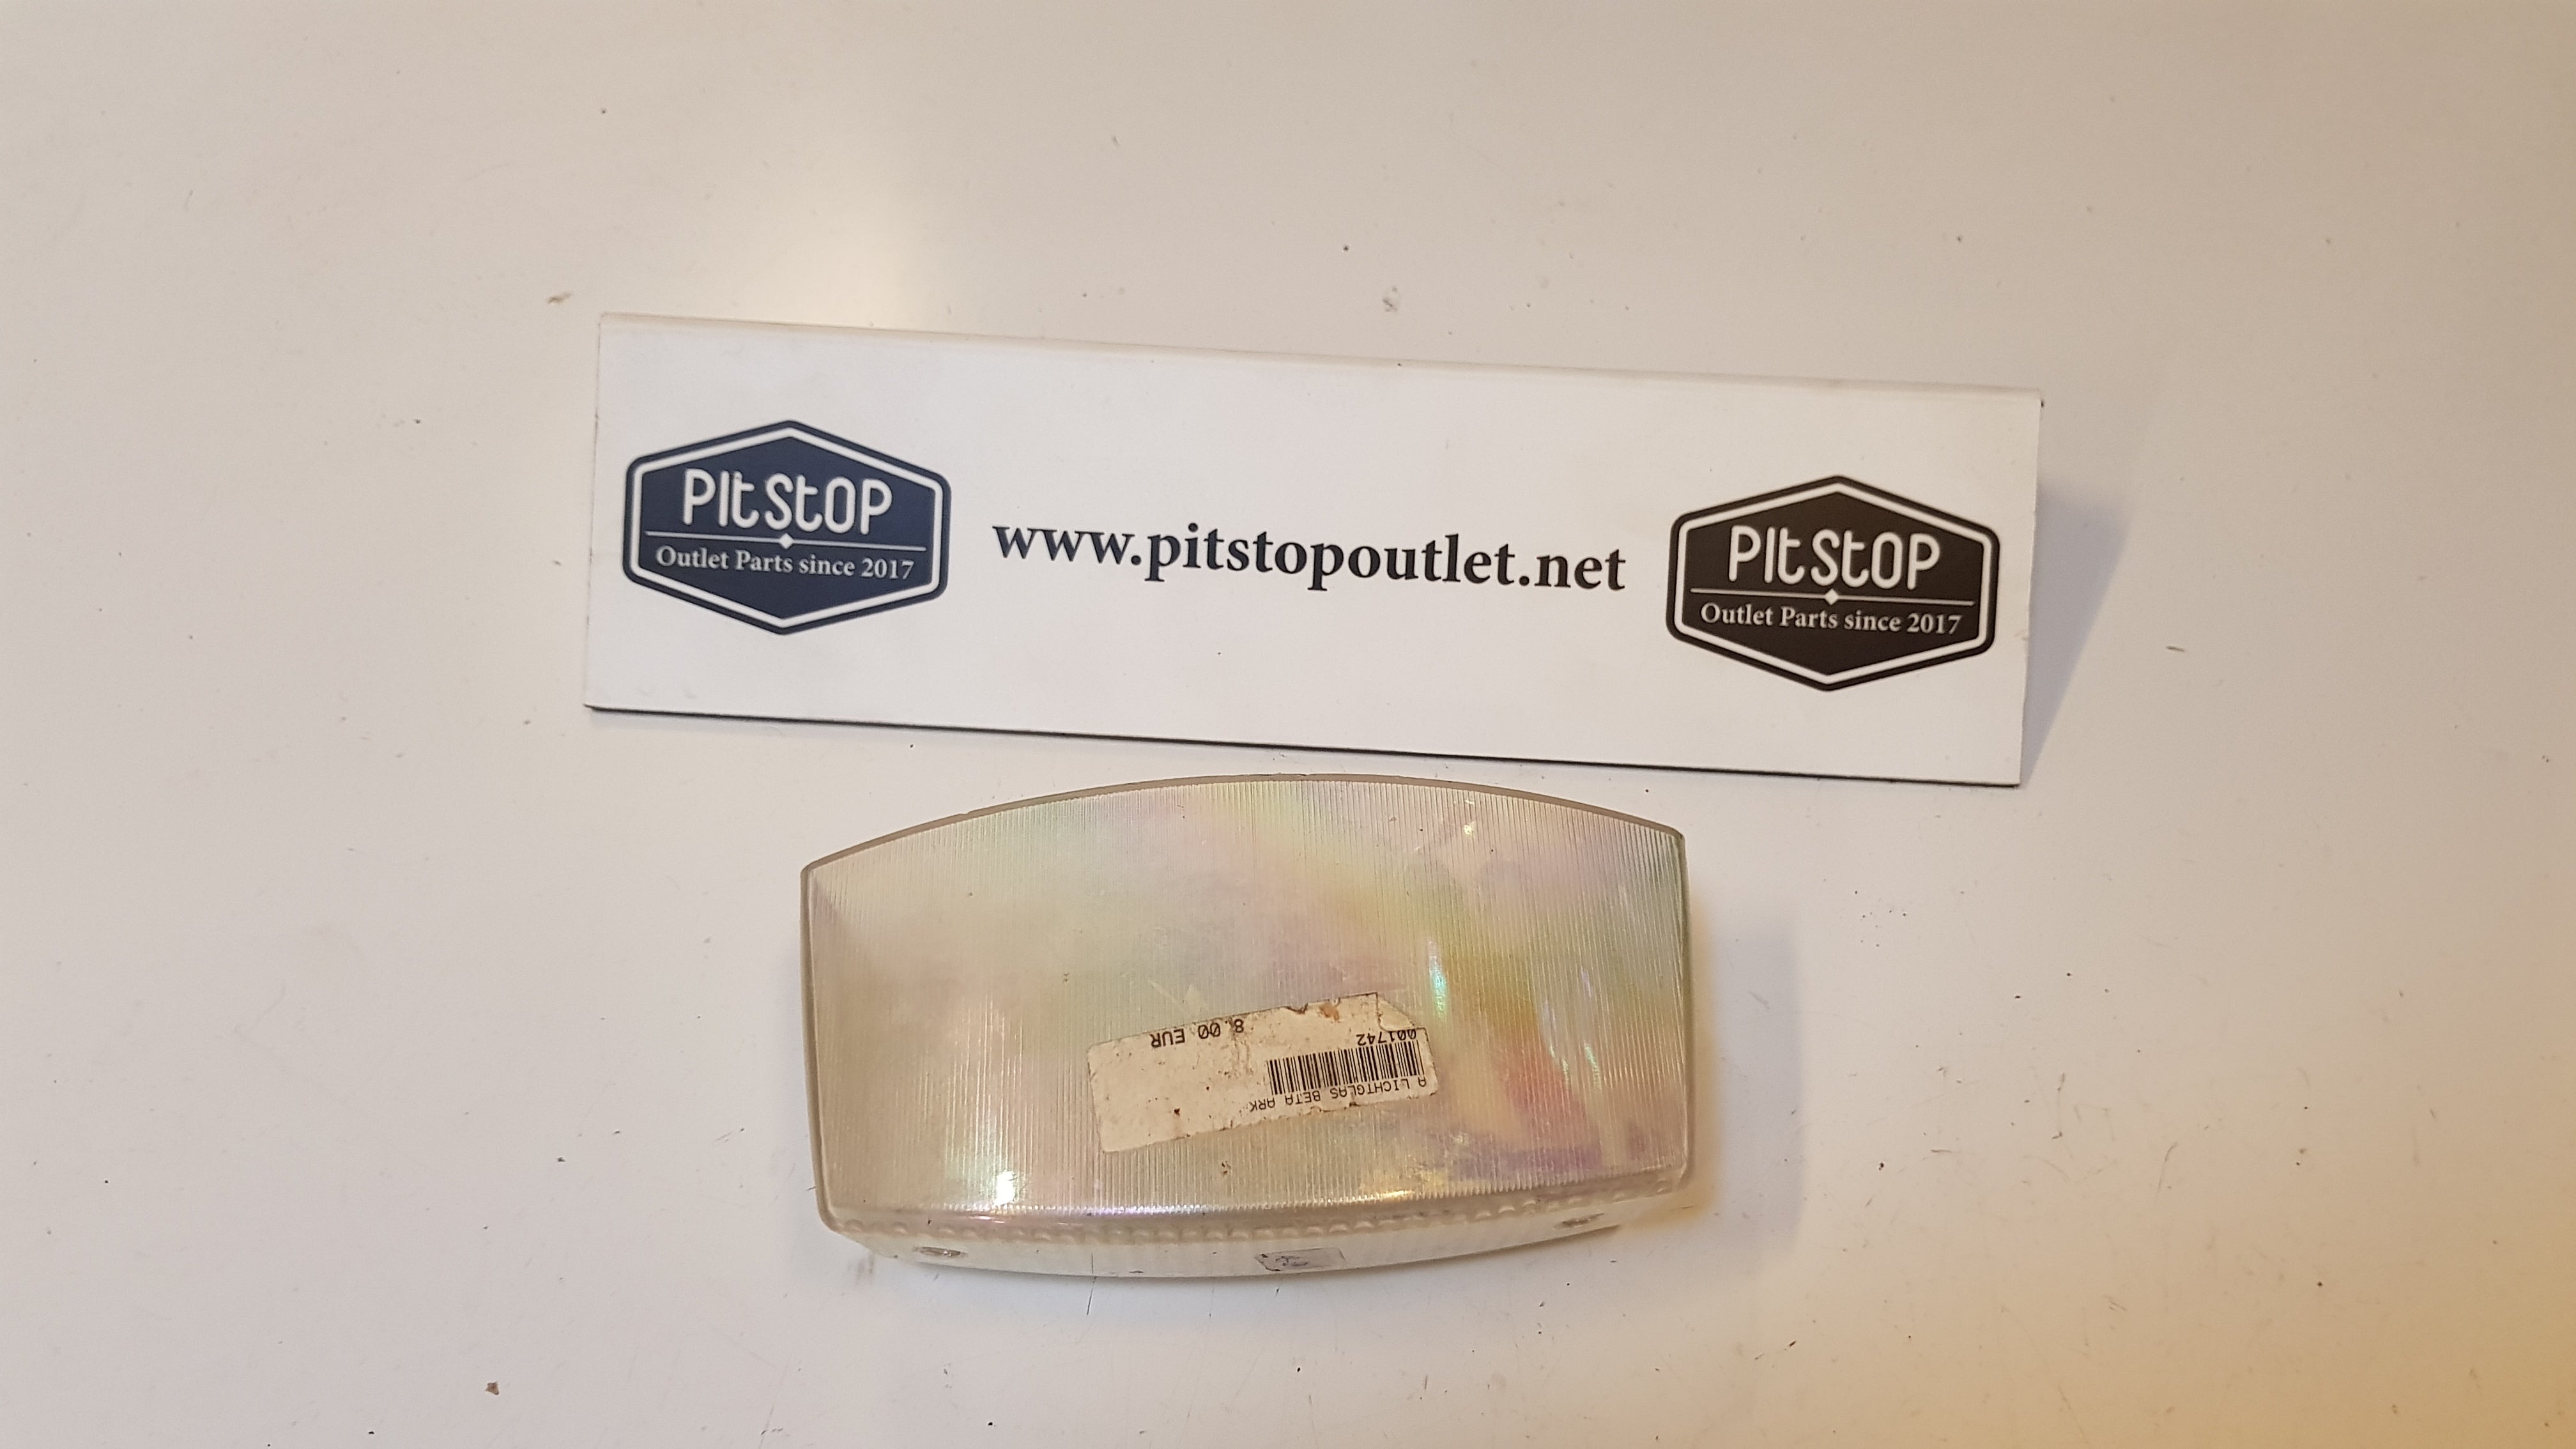 PitStop
Outlet Parts since 2017
www.pitstopoutlet.net
PitStop
Outlet Parts since 2017
A LICHTGLAS BETA ARK
001742
8.00 EUR